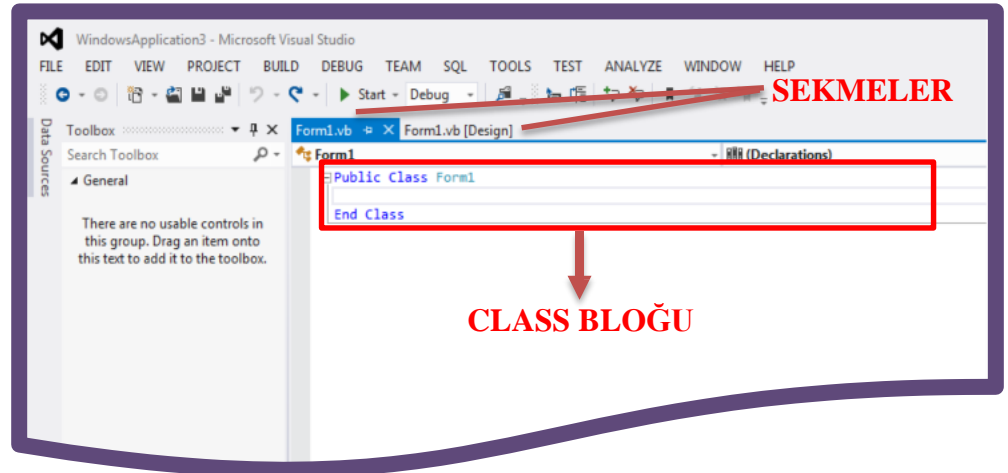 WindowsApplication3 - Microsoft Visual Studio
FILE EDIT VIEW PROJECT BUILD DEBUG TEAM SQL TOOLS TEST ANALYZE WINDOW HELP
Start Debug
SEKMELER
Data Sources
Toolbox
Form1.vb Form1.vb [Design]
Search Toolbox
Form1 (Declarations)
General
Public Class Form1
End Class
There are no usable controls in
this group. Drag an item onto
this text to add it to the toolbox.
CLASS BLOĞU